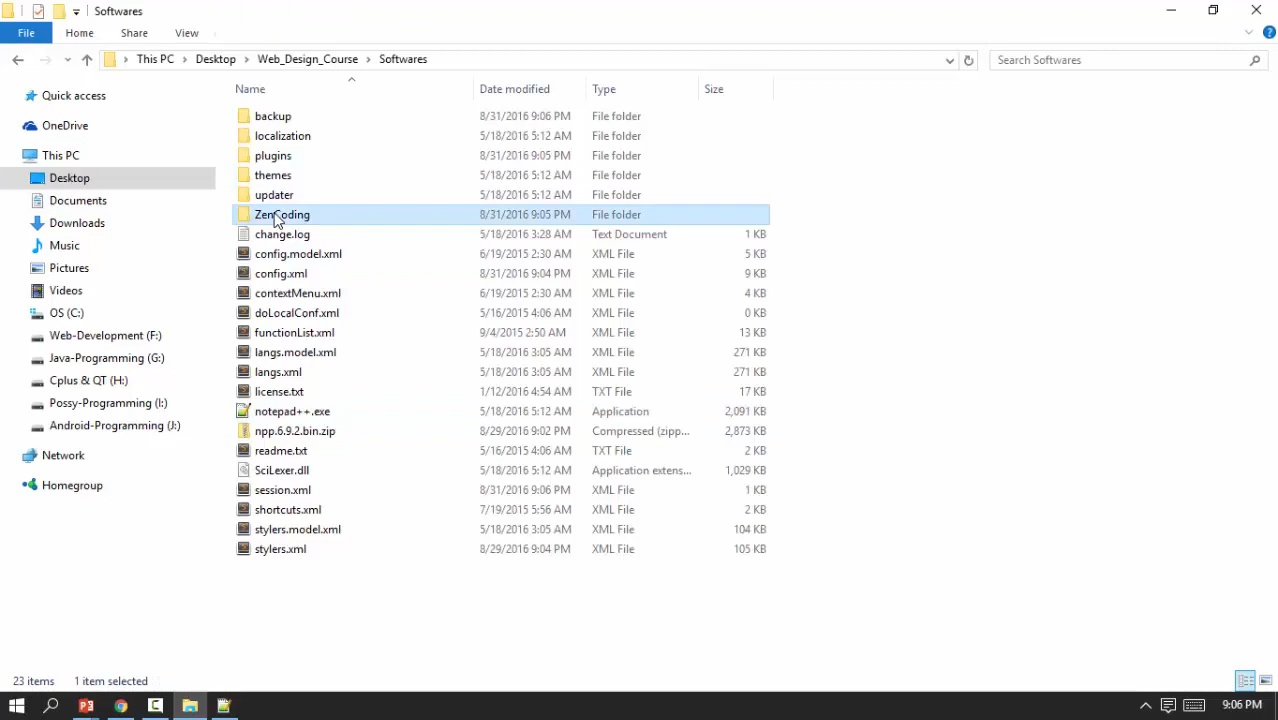 Softwares
File Home Share View
This PC Desktop Web_Design_Course Softwares Search Softwares
Name Date modified Type Size
Quick access
OneDrive
This PC
Desktop
Documents
Downloads
Music
Pictures
Videos
OS (C:)
Web-Development (F:)
Java-Programming (G:)
Cplus & QT (H:)
Possy-Programming (I:)
Android-Programming (J:)
Network
Homegroup
backup 8/31/2016 9:06 PM File folder
localization 5/18/2016 5:12 AM File folder
plugins 8/31/2016 9:05 PM File folder
themes 5/18/2016 5:12 AM File folder
updater 5/18/2016 5:12 AM File folder
ZenCoding 8/31/2016 9:05 PM File folder
change.log 5/18/2016 3:28 AM Text Document 1 KB
config.model.xml 6/19/2015 2:30 AM XML File 5 KB
config.xml 8/31/2016 9:04 PM XML File 9 KB
contextMenu.xml 6/19/2015 2:30 AM XML File 4 KB
doLocalConf.xml 5/16/2015 4:06 AM XML File 0 KB
functionList.xml 9/4/2015 2:50 AM XML File 13 KB
langs.model.xml 5/18/2016 3:05 AM XML File 271 KB
langs.xml 5/18/2016 3:05 AM XML File 271 KB
license.txt 1/12/2016 4:54 AM TXT File 17 KB
notepad++.exe 5/18/2016 5:12 AM Application 2,091 KB
npp.6.9.2.bin.zip 8/29/2016 9:02 PM Compressed (zipp... 2,873 KB
readme.txt 5/16/2015 4:06 AM TXT File 2 KB
SciLexer.dll 5/18/2016 5:12 AM Application extens... 1,029 KB
session.xml 8/31/2016 9:06 PM XML File 1 KB
shortcuts.xml 7/19/2015 5:56 AM XML File 2 KB
stylers.model.xml 5/18/2016 3:05 AM XML File 104 KB
stylers.xml 8/29/2016 9:04 PM XML File 105 KB
23 items 1 item selected
9:06 PM